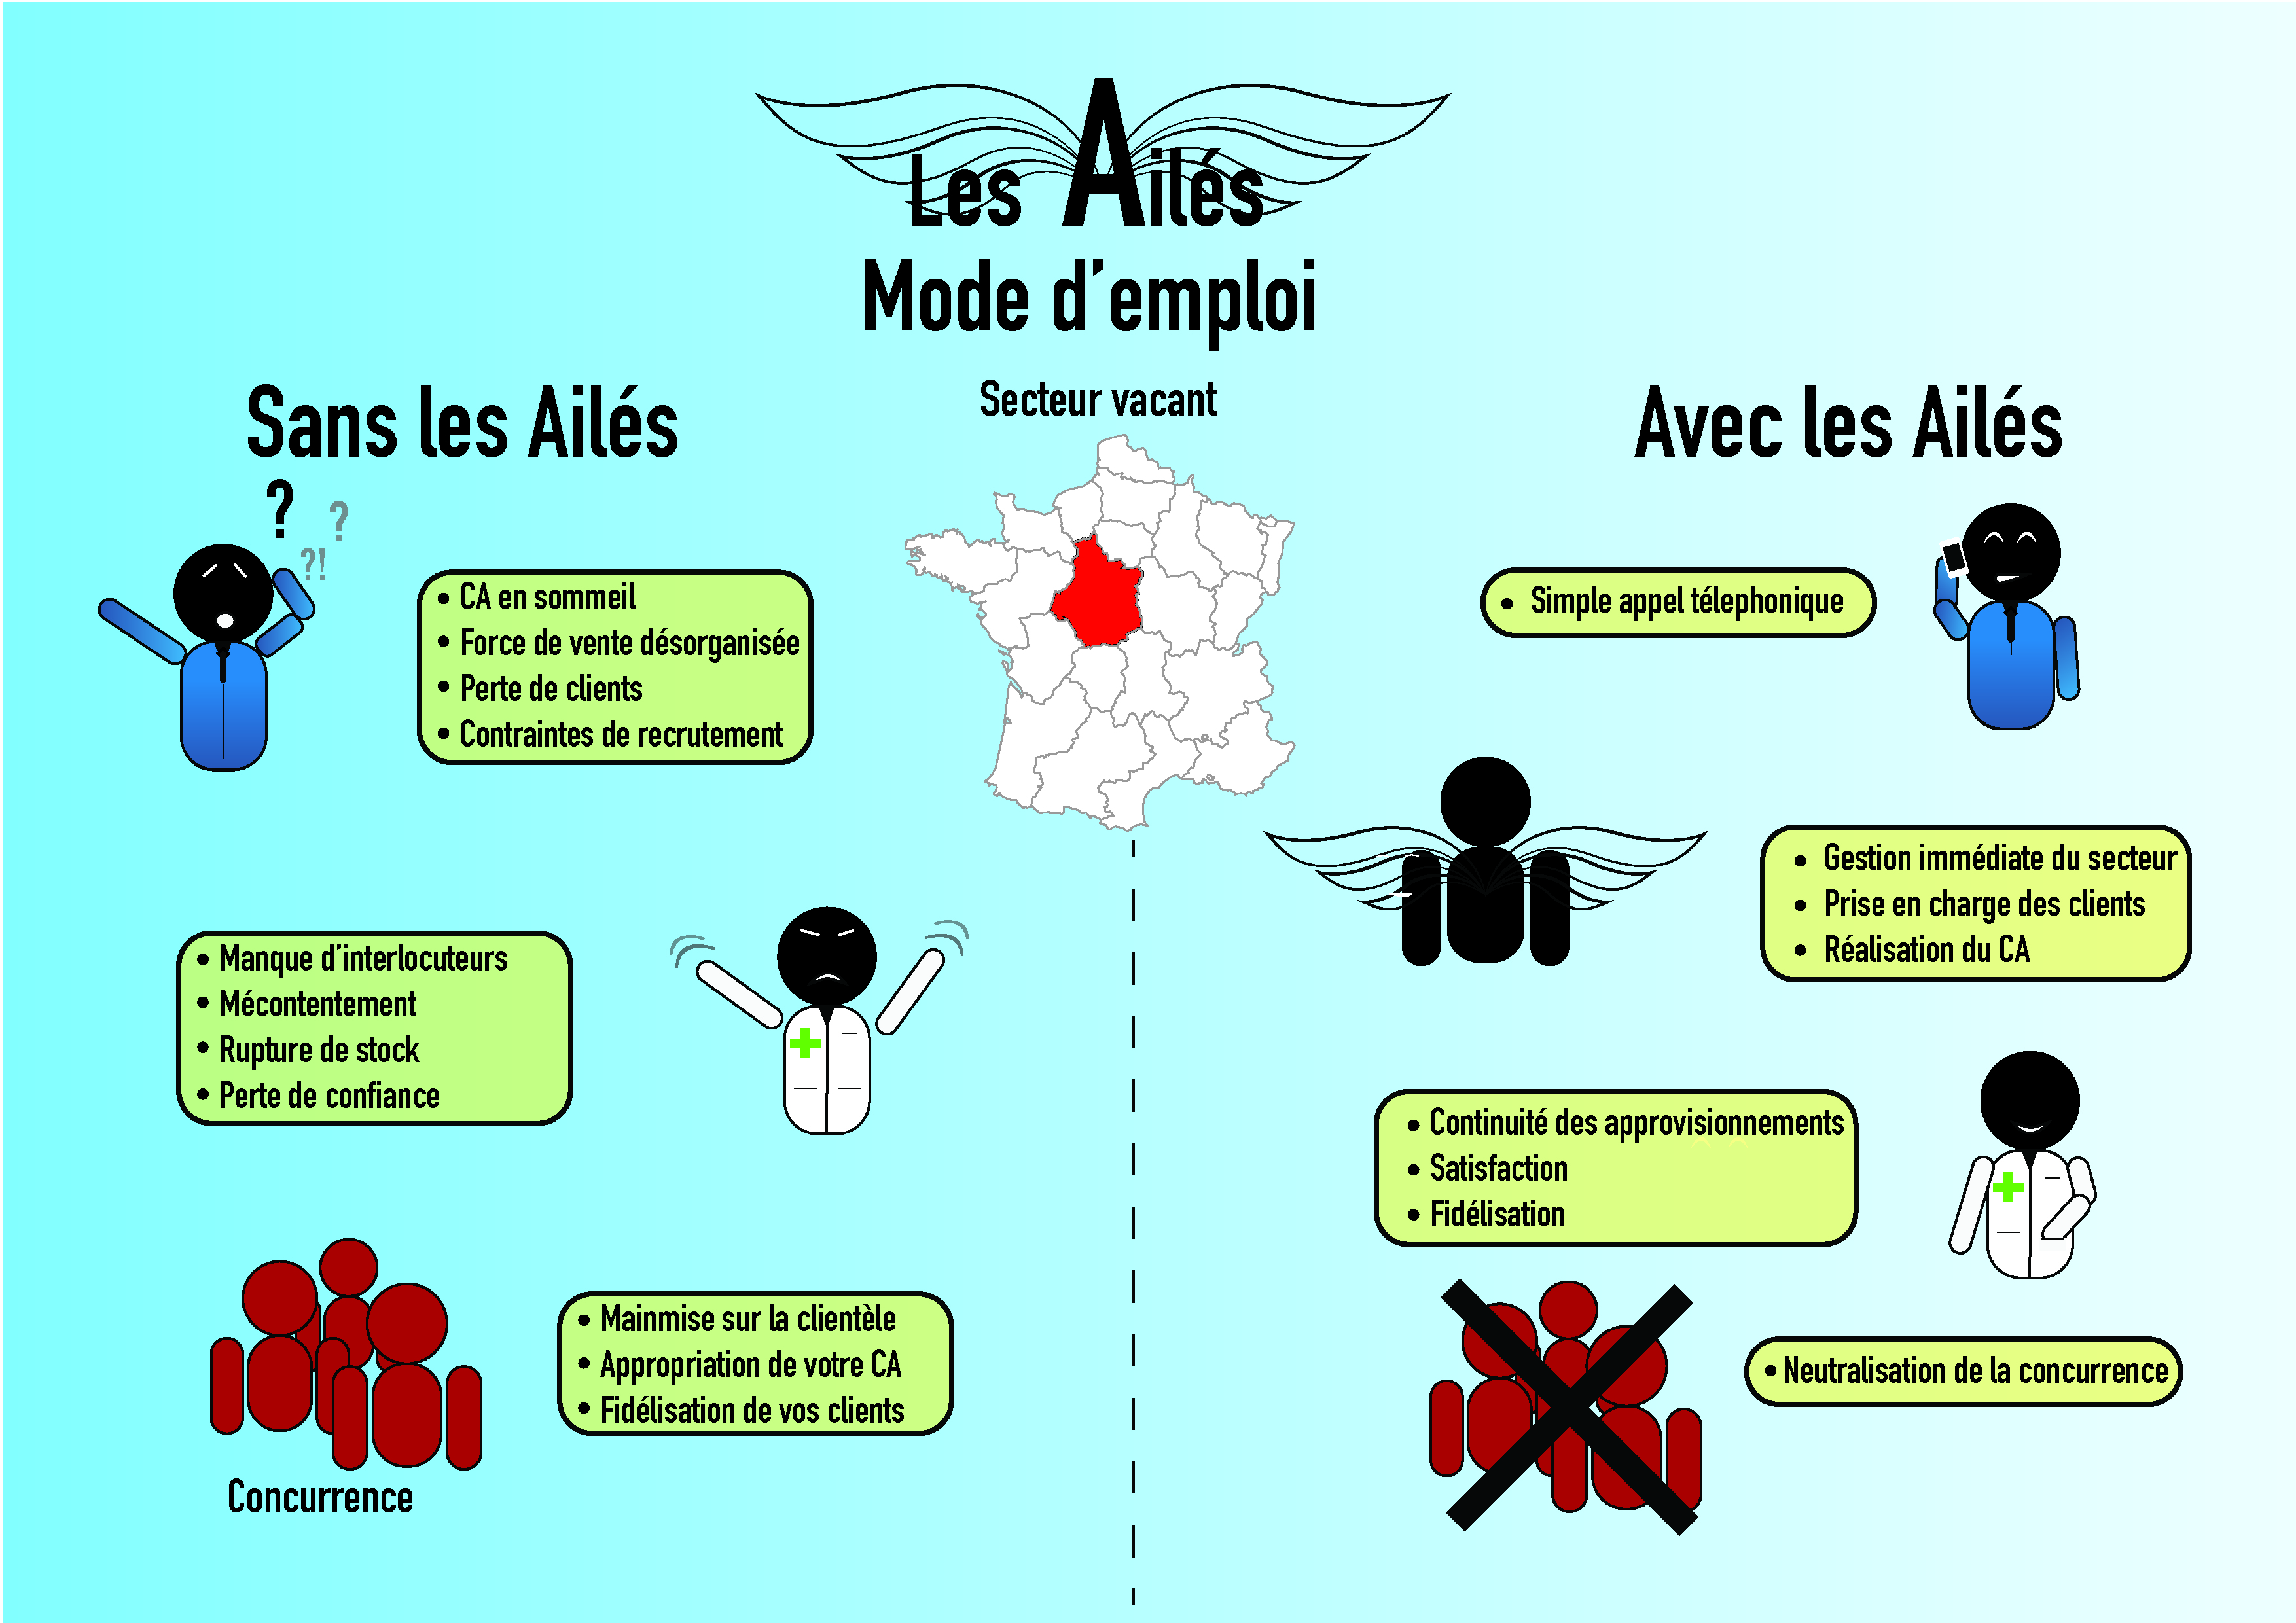 Les Ailés
Mode d'emploi
Secteur vacant
Sans les Ailés
? ?
?!
• CA en sommeil
• Force de vente désorganisée
• Perte de clients
• Contraintes de recrutement
• Manque d'interlocuteurs
• Mécontentement
• Rupture de stock
• Perte de confiance
• Mainmise sur la clientèle
• Appropriation de votre CA
• Fidélisation de vos clients
Concurrence
Avec les Ailés
• Simple appel télephonique
• Gestion immédiate du secteur
• Prise en charge des clients
• Réalisation du CA
• Continuité des approvisionnements
• Satisfaction
• Fidélisation
• Neutralisation de la concurrence